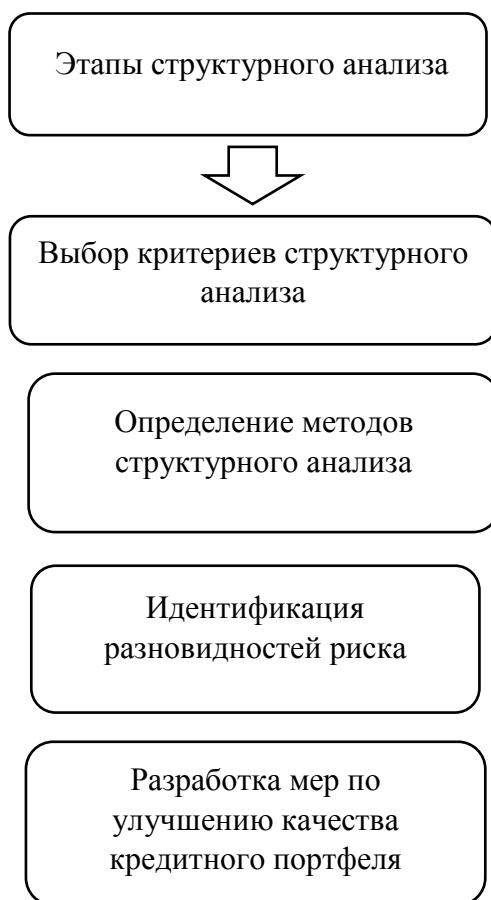 Этапы структурного анализа
Выбор критериев структурного
анализа
Определение методов
структурного анализа
Идентификация
разновидностей риска
Разработка мер по
улучшению качества
кредитного портфеля